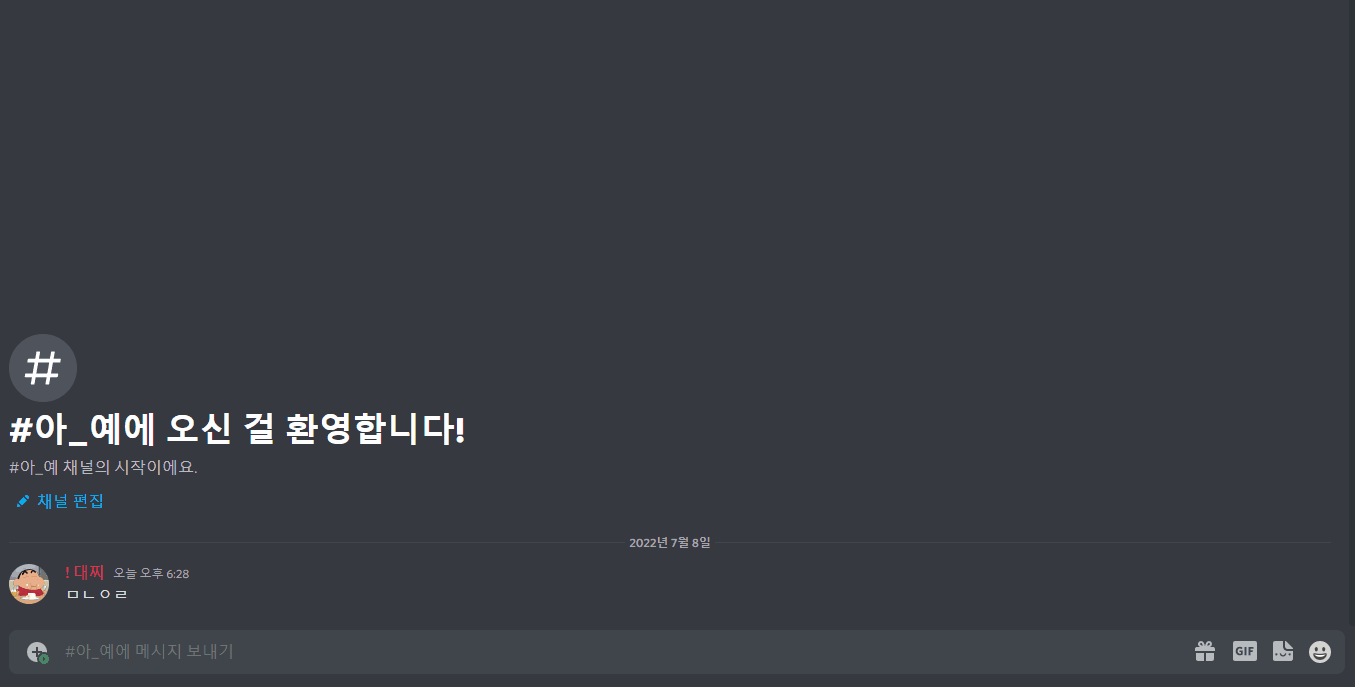 #아_예에 오신 걸 환영합니다!
#아_예 채널의 시작이에요.
채널 편집
2022년 7월 8일
! 대찌 오늘 오후 6:28
ㅁㄴㅇㄹ
#아_예에 메시지 보내기
GIF